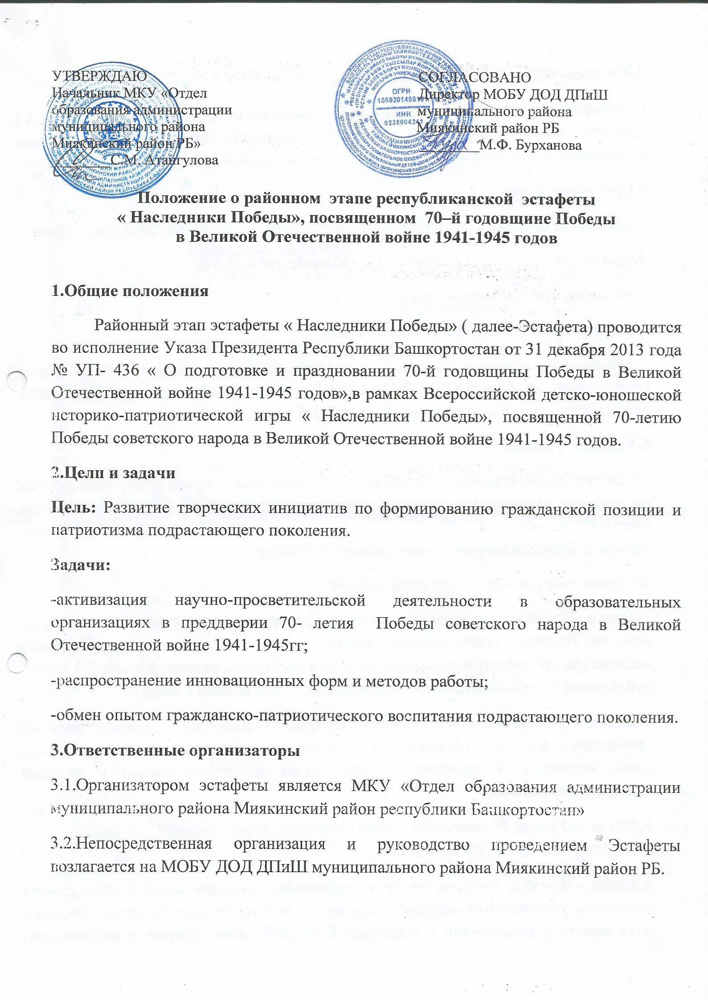 УТВЕРЖДАЮ
Начальник МКУ «Отдел
образования администрации
муниципального района
Миякинский район РБ»
________С.М. Атангулова
СОГЛАСОВАНО
Директор МОБУ ДОД ДПиШ
муниципального района
Миякинский район РБ
________М.Ф. Бурханова
ОГРН
ИНН
0238004241
Положение о районном этапе республиканской эстафеты
« Наследники Победы», посвященном 70–й годовщине Победы
в Великой Отечественной войне 1941-1945 годов
1.Общие положения
Районный этап эстафеты « Наследники Победы» ( далее-Эстафета) проводится
во исполнение Указа Президента Республики Башкортостан от 31 декабря 2013 года
№ УП- 436 « О подготовке и праздновании 70-й годовщины Победы в Великой
Отечественной войне 1941-1945 годов»,в рамках Всероссийской детско-юношеской
историко-патриотической игры « Наследники Победы», посвященной 70-летию
Победы советского народа в Великой Отечественной войне 1941-1945 годов.
2.Цели и задачи
Цель: Развитие творческих инициатив по формированию гражданской позиции и
патриотизма подрастающего поколения.
Задачи:
-активизация научно-просветительской деятельности в образовательных
организациях в преддверии 70- летия Победы советского народа в Великой
Отечественной войне 1941-1945гг;
-распространение инновационных форм и методов работы;
-обмен опытом гражданско-патриотического воспитания подрастающего поколения.
3.Ответственные организаторы
3.1.Организатором эстафеты является МКУ «Отдел образования администрации
муниципального района Миякинский район республики Башкортостан»
3.2.Непосредственная организация и руководство проведением Эстафеты
возлагается на МОБУ ДОД ДПиШ муниципального района Миякинский район РБ.